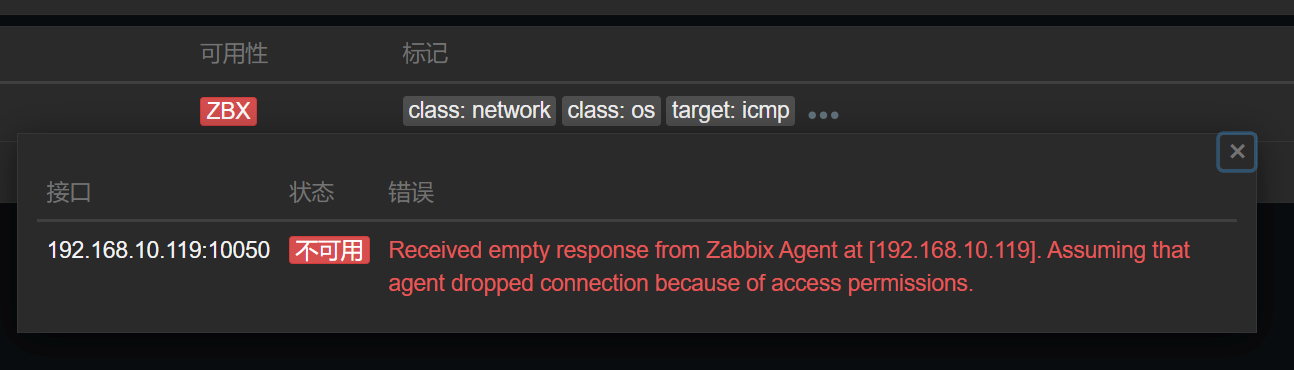 可用性 标记
ZBX class: network class: os target: icmp •••
接口 状态 错误
192.168.10.119:10050 不可用 Received empty response from Zabbix Agent at [192.168.10.119]. Assuming that
agent dropped connection because of access permissions.